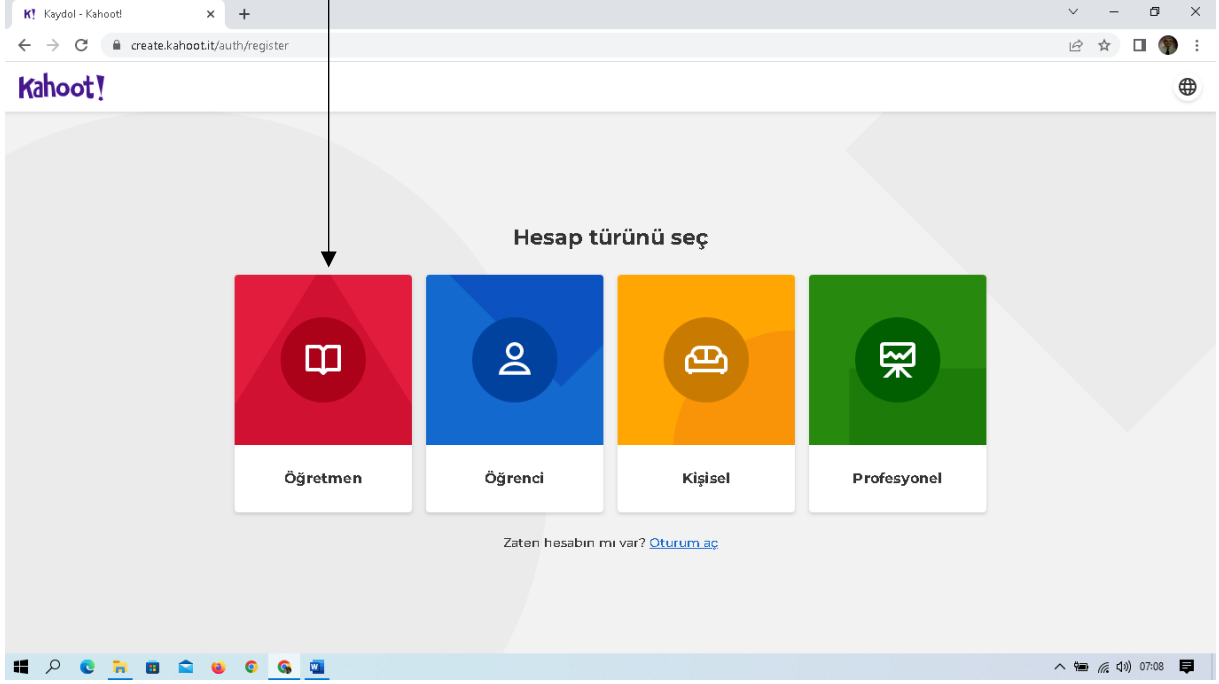 K! Kaydol - Kahoot!
create.kahoot.it/auth/register
Kahoot!
Hesap türünü seç
Öğretmen
Öğrenci
Kişisel
Profesyonel
Zaten hesabın mı var? Oturum aç
07:08